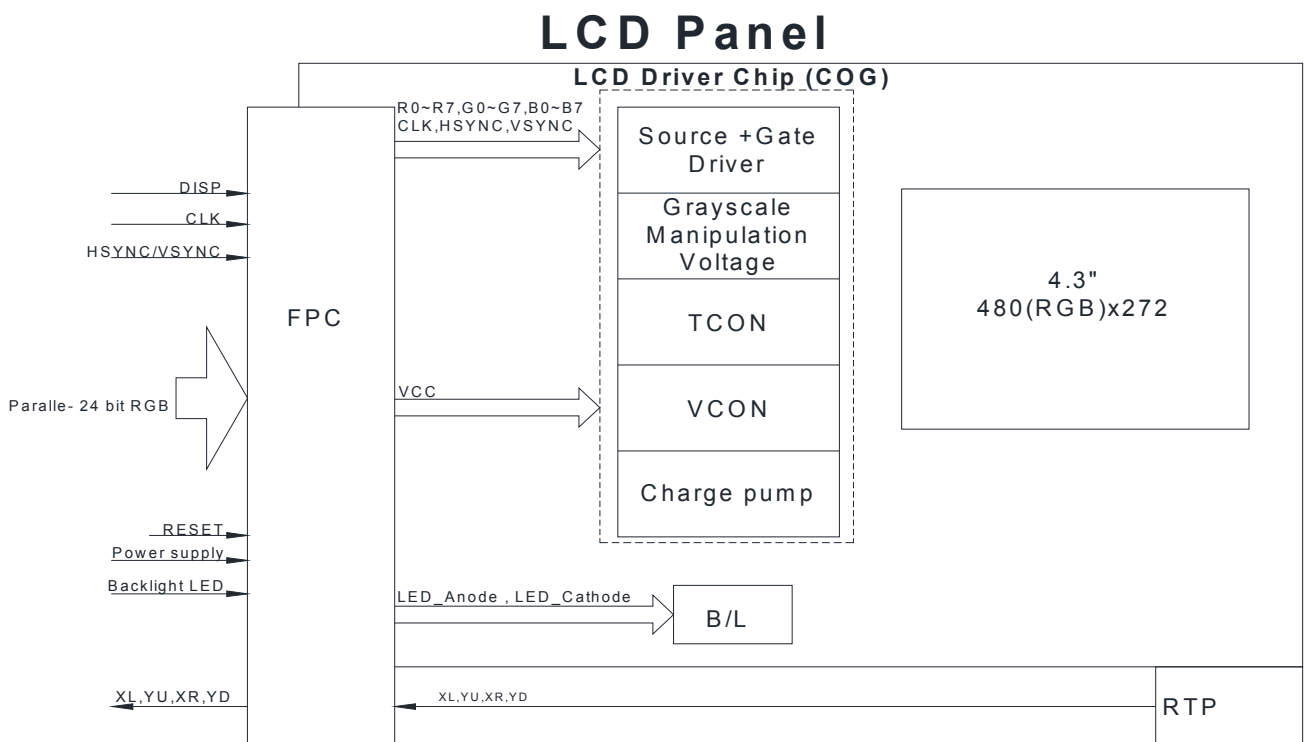 LCD Panel
LCD Driver Chip (COG)
R0~R7,G0~G7,B0~B7
CLK,HSYNC,VSYNC
Source +Gate
Driver
DISP
CLK
HSYNC/VSYNC
Grayscale
Manipulation
Voltage
4.3"
480(RGB)x272
FPC
TCON
Paralle- 24 bit RGB
VCC
VCON
Charge pump
RESET
Power supply
Backlight LED
LED_Anode , LED_Cathode
B/L
XL,YU,XR,YD
XL,YU,XR,YD
RTP